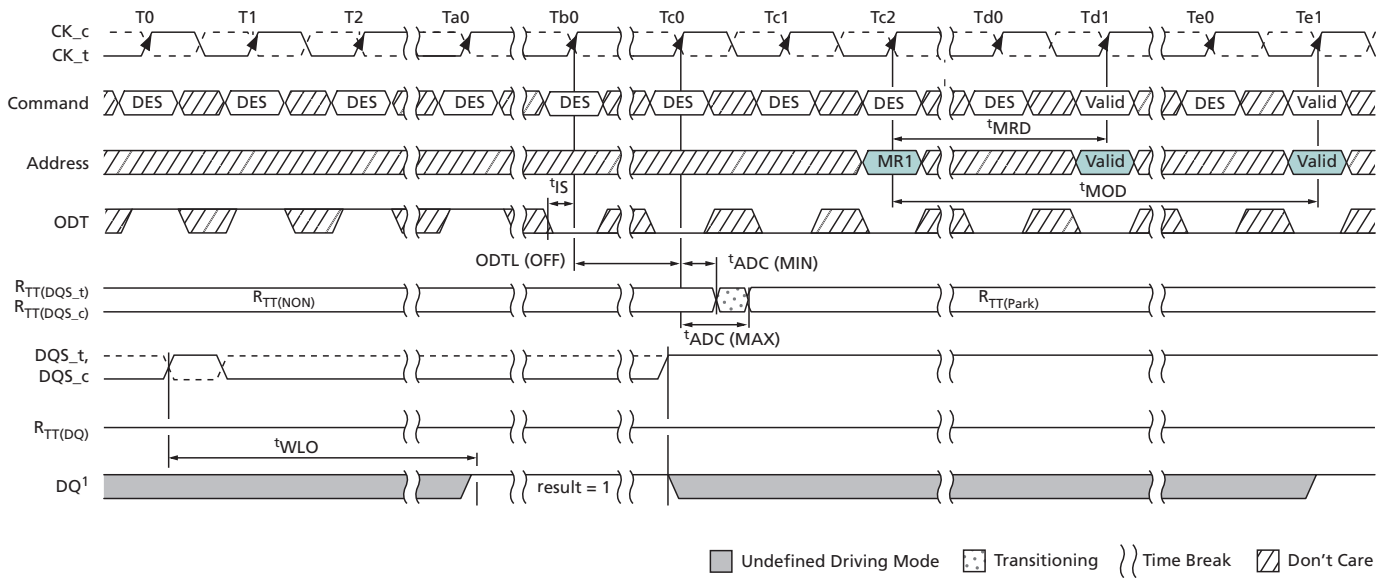 T0 T1 T2 Ta0 Tb0 Tc0 Tc1 Tc2 Td0 Td1 Te0 Te1
CK_c
CK_t
Command DES DES DES DES DES DES DES DES DES Valid DES Valid
tMRD
Address MR1 Valid Valid
tIS tMOD
ODT
ODTL (OFF) tADC (MIN)
RTT(DQS_t)
RTT(DQS_c) RTT(NON) RTT(Park)
tADC (MAX)
DQS_t,
DQS_c
RTT(DQ)
tWLO
DQ1 result = 1
Undefined Driving Mode Transitioning Time Break Don't Care